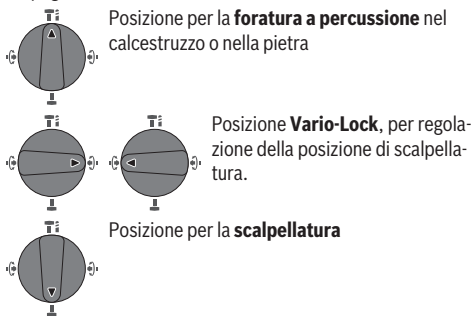 Posizione per la foratura a percussione nel
calcestruzzo o nella pietra
Posizione Vario-Lock, per regola-
zione della posizione di scalpella-
tura.
Posizione per la scalpellatura